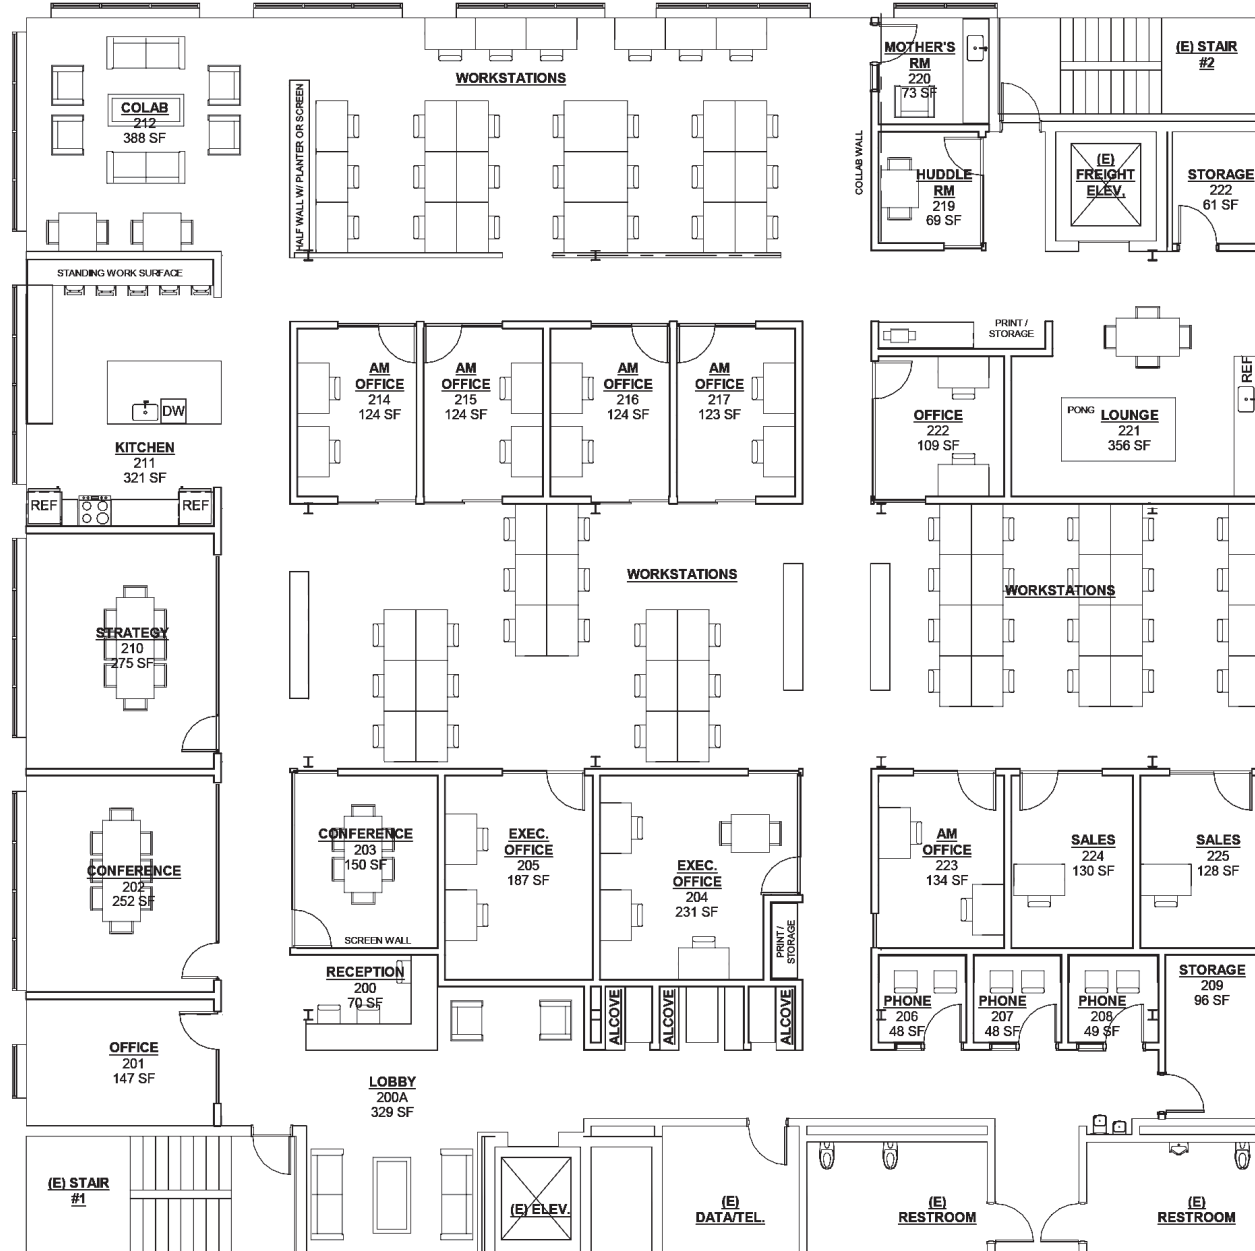 WORKSTATIONS
MOTHER'S
RM
220
73 SF
(E) STAIR
#2
COLAB
212
388 SF
HALF WALL W/ PLANTER OR SCREEN
COLLAB WALL
HUDDLE
RM
219
69 SF
(E)
FREIGHT
ELEV.
STORAGE
222
61 SF
STANDING WORK SURFACE
PRINT /
STORAGE
AM
OFFICE
214
124 SF
AM
OFFICE
215
124 SF
AM
OFFICE
216
124 SF
AM
OFFICE
217
123 SF
OFFICE
222
109 SF
PONG
LOUNGE
221
356 SF
REF
DW
KITCHEN
211
321 SF
REF
REF
WORKSTATIONS
WORKSTATIONS
STRATEGY
210
275 SF
CONFERENCE
202
252 SF
CONFERENCE
203
150 SF
SCREEN WALL
EXEC.
OFFICE
205
187 SF
EXEC.
OFFICE
204
231 SF
PRINT /
STORAGE
AM
OFFICE
223
134 SF
SALES
224
130 SF
SALES
225
128 SF
RECEPTION
200
70 SF
ALCOVE
ALCOVE
ALCOVE
PHONE
206
48 SF
PHONE
207
48 SF
PHONE
208
49 SF
STORAGE
209
96 SF
OFFICE
201
147 SF
LOBBY
200A
329 SF
(E) STAIR
#1
(E) ELEV.
(E)
DATA/TEL.
(E)
RESTROOM
(E)
RESTROOM